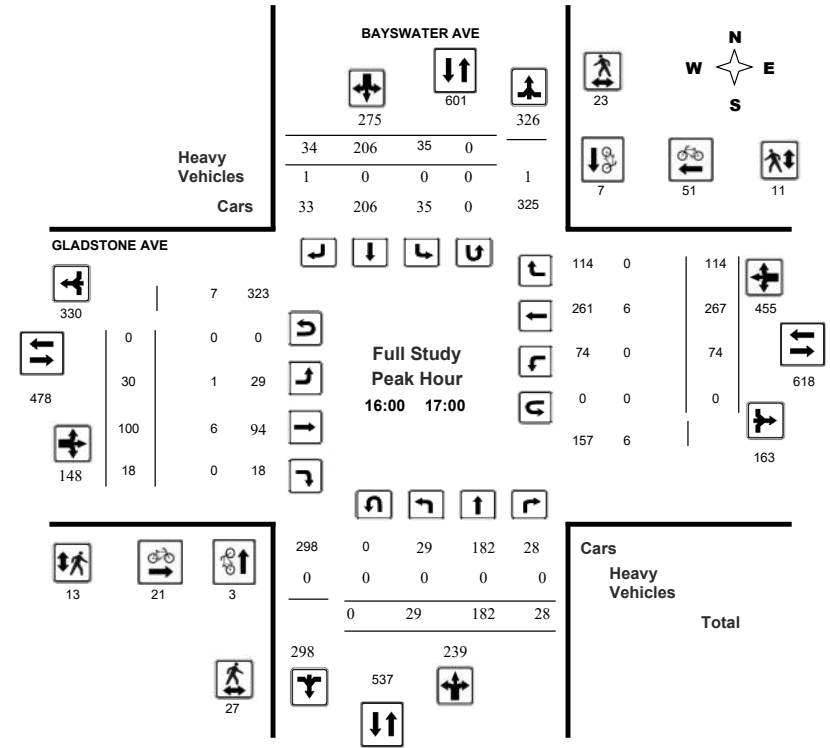 BAYSWATER AVE
N
W E
S
601
23
275 326
34 206 35 0
Heavy
Vehicles
1 0 0 0 1
Cars
33 206 35 0 325
7 51 11
GLADSTONE AVE
330
7 323
114 0 114
261 6 267
455
0 0 0
478
Full Study
Peak Hour
16:00 17:00
30 1 29
74 0 74
618
100 6 94
0 0 0
148
18 0 18
157 6
163
298 0 29 182 28
Cars
0 0 0 0 0
Heavy
Vehicles
0 29 182 28
Total
13 21 3
298 239
537
27